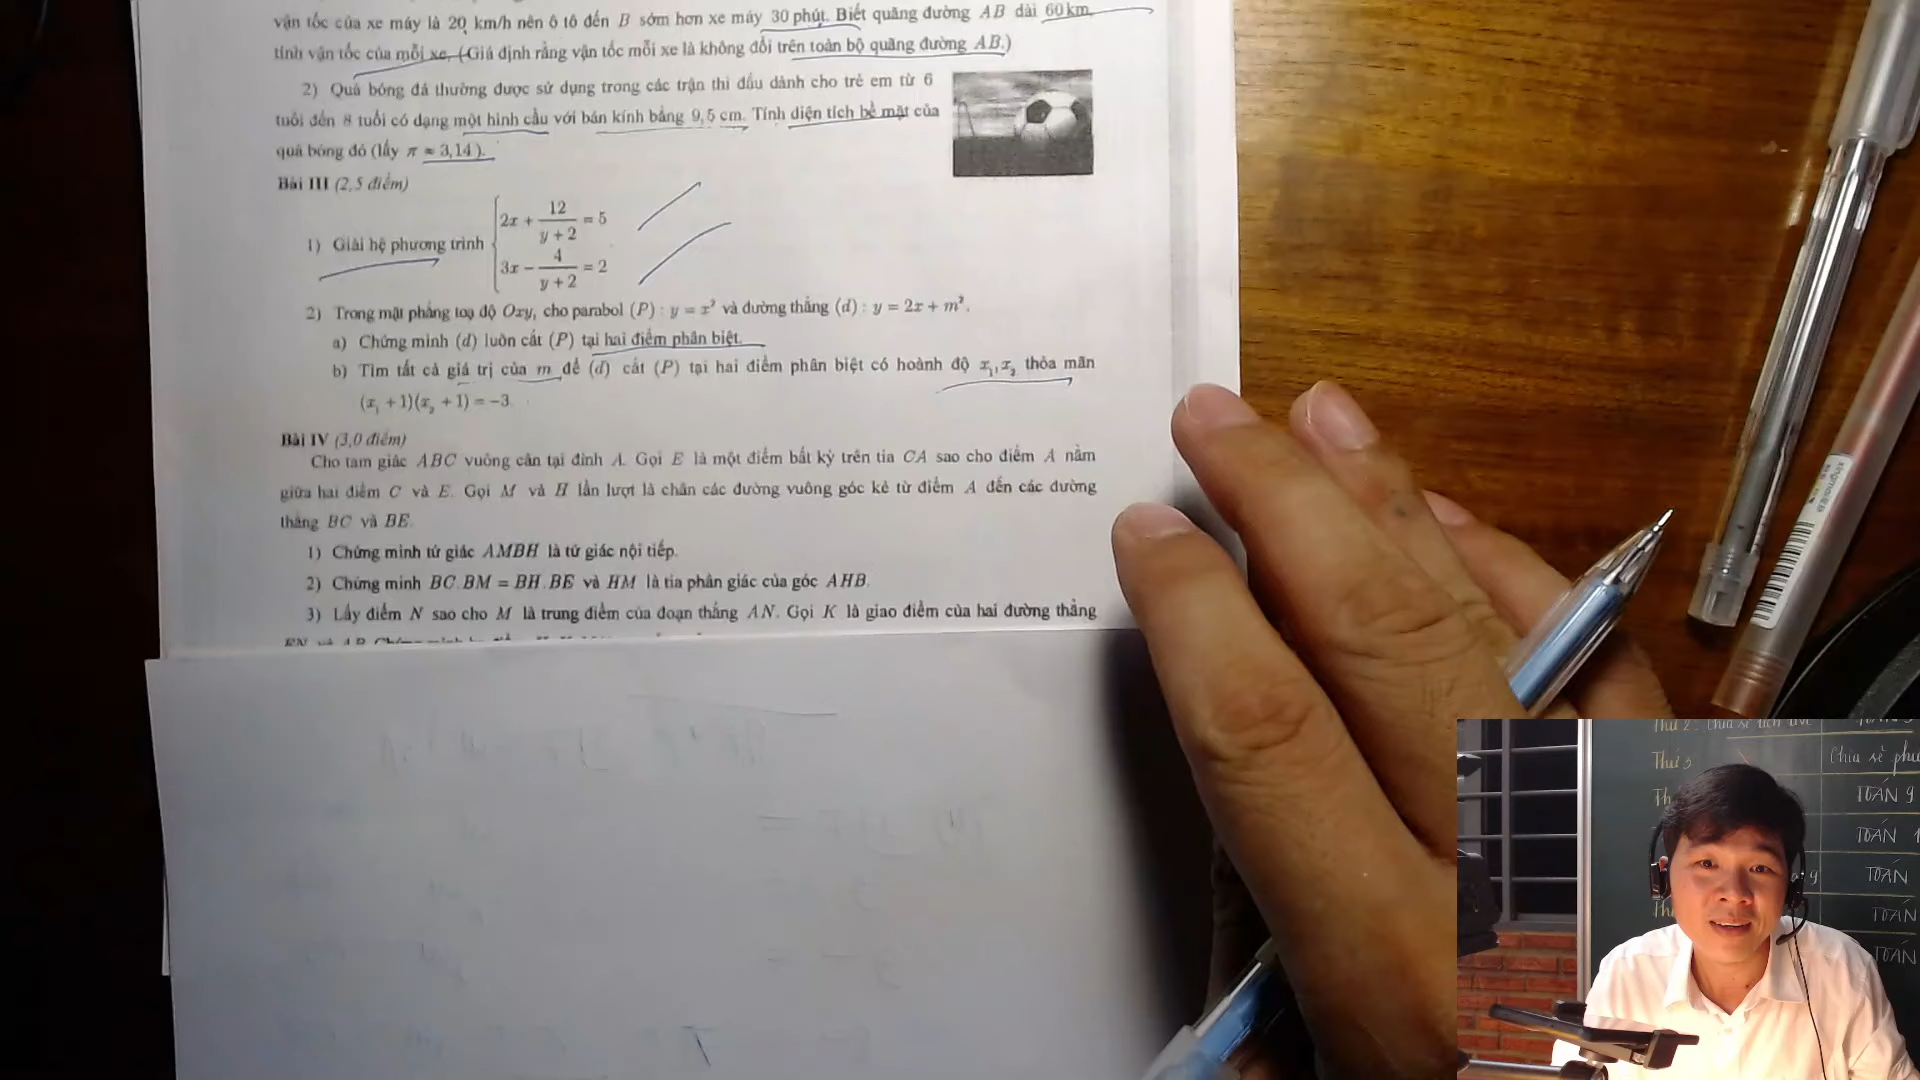 vận tốc của xe máy là 20 km/h nên ô tô đến B sớm hơn xe máy 30 phút. Biết quãng đường AB dài 60 km,
tính vận tốc của mỗi xe. (Giả định rằng vận tốc mỗi xe là không đổi trên toàn bộ quãng đường AB.)
2) Quả bóng đá thường được sử dụng trong các trận thi đấu dành cho trẻ em từ 6
tuổi đến 8 tuổi có dạng một hình cầu với bán kính bằng 9,5 cm. Tính diện tích bề mặt của
quả bóng đó (lấy π ≈ 3,14).
Bài III (2,5 điểm)
1) Giải hệ phương trình { 2x + 12/(y + 2) = 5
3x − 4/(y + 2) = 2
2) Trong mặt phẳng toạ độ Oxy, cho parabol (P) : y = x² và đường thẳng (d) : y = 2x + m².
a) Chứng minh (d) luôn cắt (P) tại hai điểm phân biệt.
b) Tìm tất cả giá trị của m để (d) cắt (P) tại hai điểm phân biệt có hoành độ x₁, x₂ thỏa mãn
(x₁ + 1)(x₂ + 1) = −3.
Bài IV (3,0 điểm)
Cho tam giác ABC vuông cân tại đỉnh A. Gọi E là một điểm bất kỳ trên tia CA sao cho điểm A nằm
giữa hai điểm C và E. Gọi M và H lần lượt là chân các đường vuông góc kẻ từ điểm A đến các đường
thẳng BC và BE.
1) Chứng minh tứ giác AMBH là tứ giác nội tiếp.
2) Chứng minh BC.BM = BH.BE và HM là tia phân giác của góc AHB.
3) Lấy điểm N sao cho M là trung điểm của đoạn thẳng AN. Gọi K là giao điểm của hai đường thẳng
Thứ 2
Thứ 3 Chia sẻ
TOÁN 9
TOÁN
TOÁN
TOÁN
TOÁN